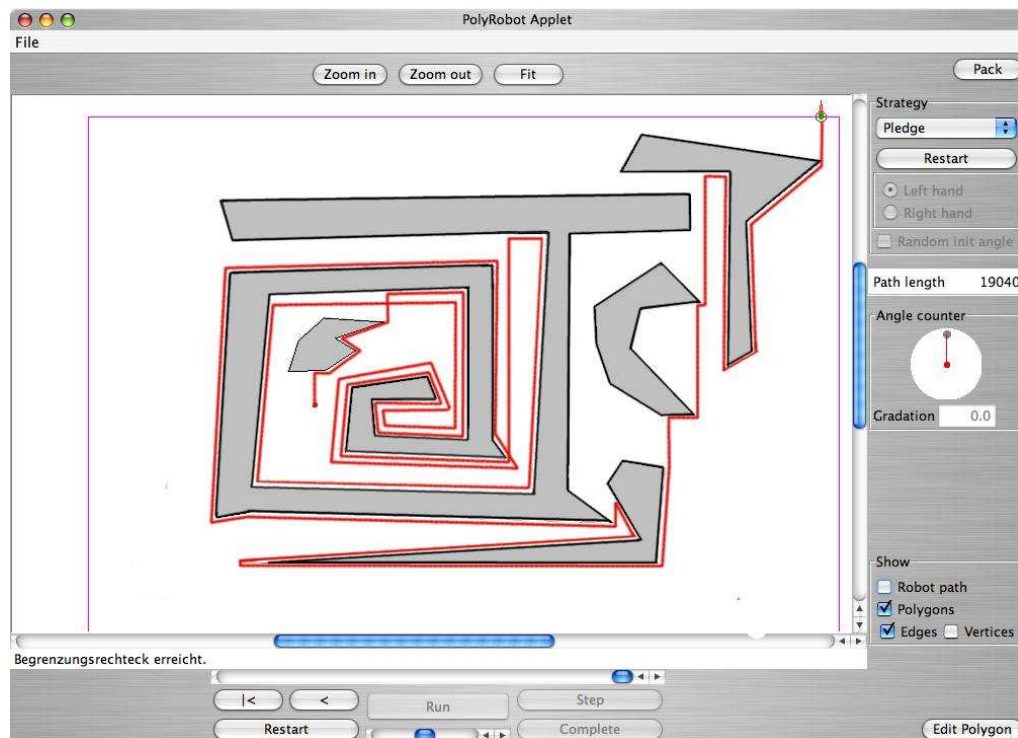 PolyRobot Applet
File
Zoom in Zoom out Fit Pack
Strategy
Pledge
Restart
Left hand
Right hand
Random init angle
Path length 19040
Angle counter
Gradation 0.0
Show
Robot path
Polygons
Edges Vertices
Begrenzungsrechteck erreicht.
|< < Run Step
Restart Complete Edit Polygon